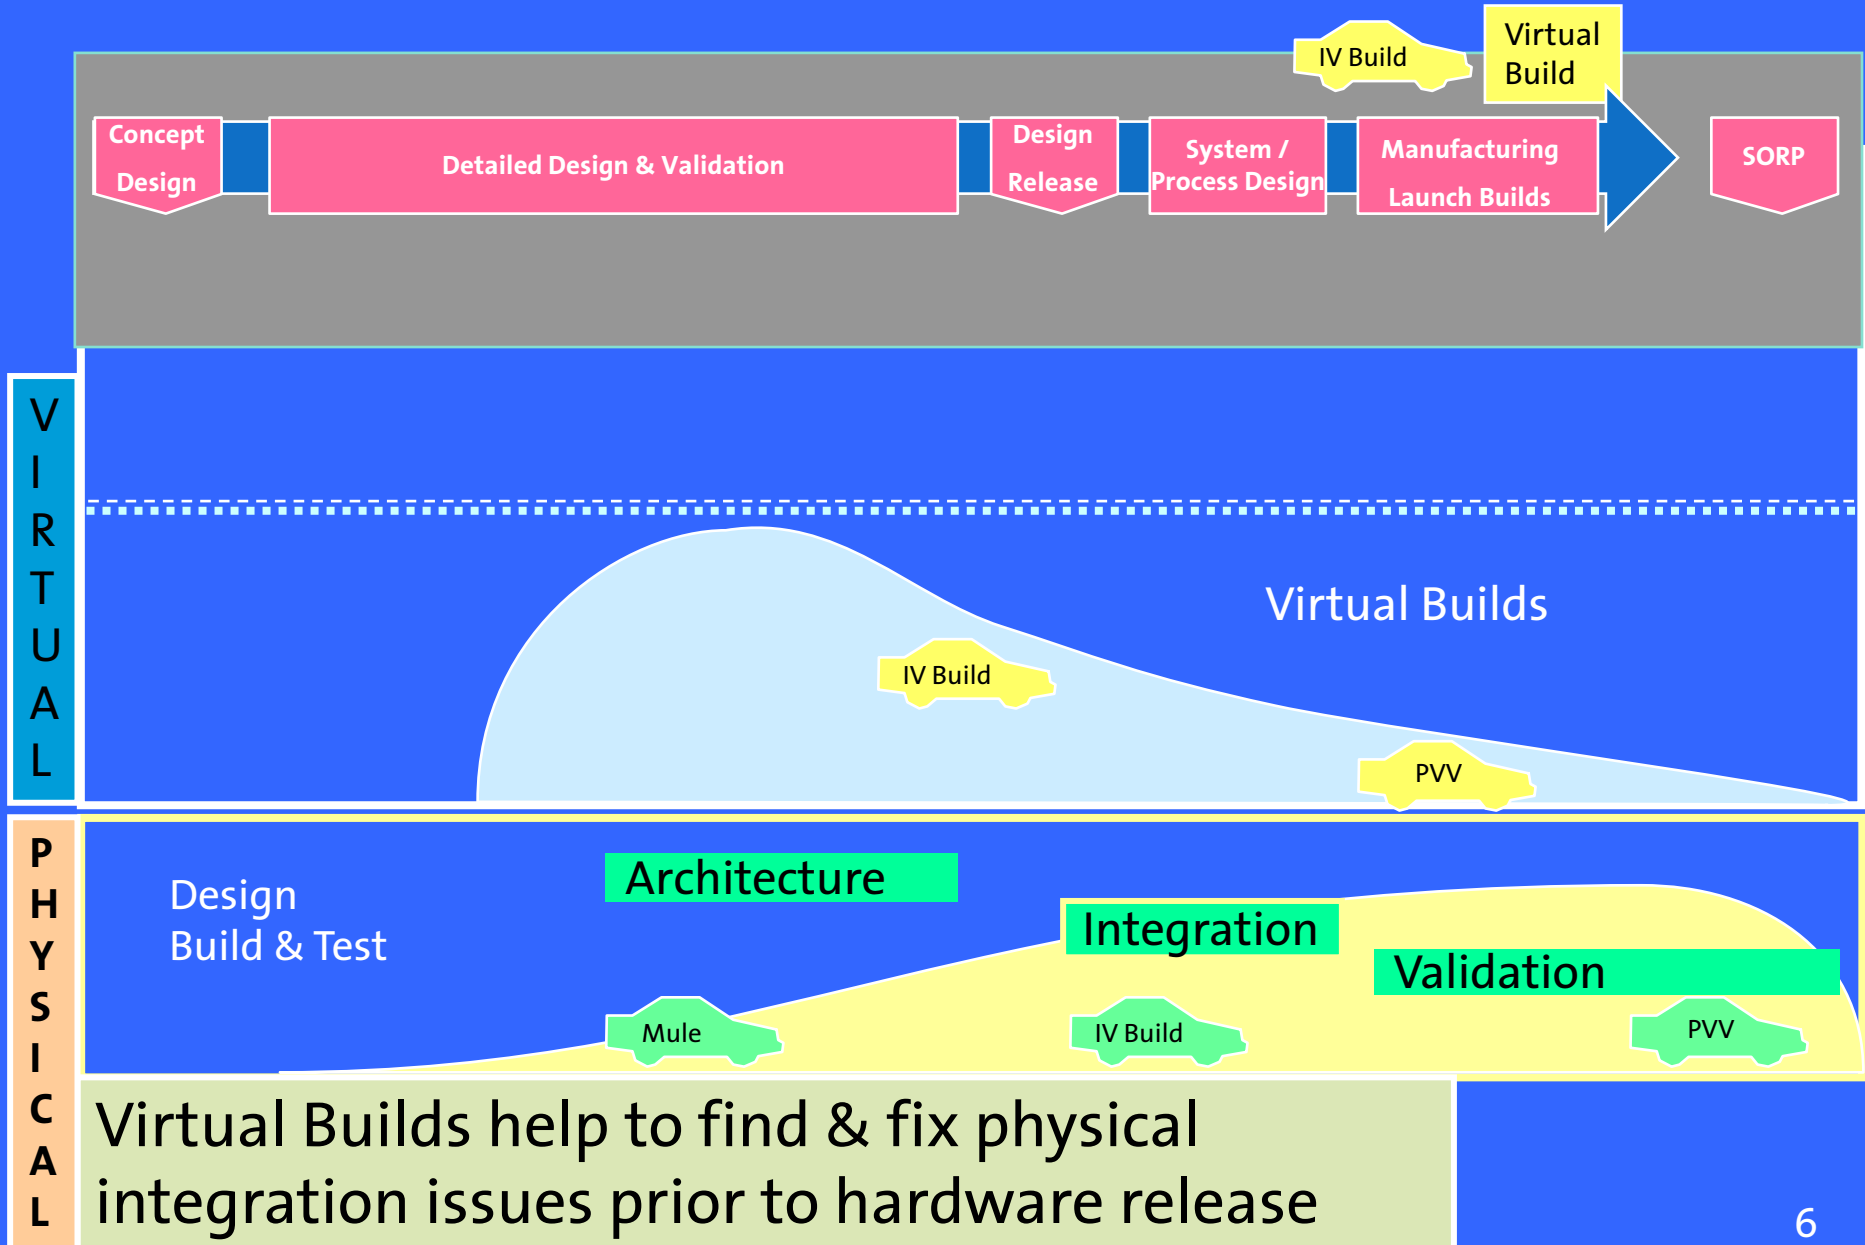 IV Build
Virtual
Build
Concept
Design
Detailed Design & Validation
Design
Release
System /
Process Design
Manufacturing
Launch Builds
SORP
V
I
R
T
U
A
L
Virtual Builds
IV Build
PVV
P
H
Y
S
I
C
A
L
Design
Build & Test
Architecture
Integration
Validation
Mule
IV Build
PVV
Virtual Builds help to find & fix physical
integration issues prior to hardware release
6